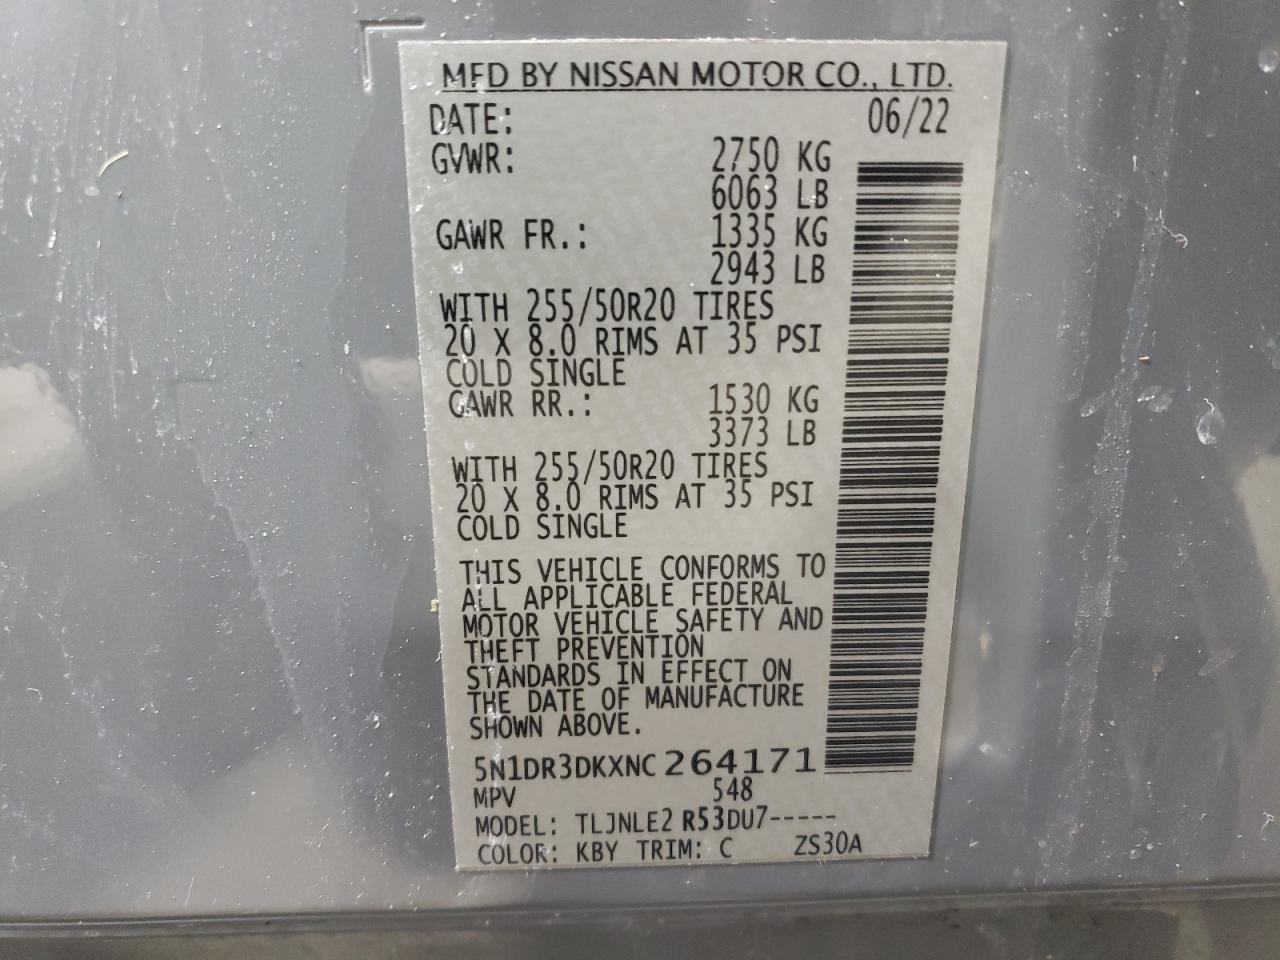 MFD BY NISSAN MOTOR CO., LTD.
DATE: 06/22
GVWR: 2750 KG
6063 LB
GAWR FR.: 1335 KG
2943 LB
WITH 255/50R20 TIRES
20 X 8.0 RIMS AT 35 PSI
COLD SINGLE
GAWR RR.: 1530 KG
3373 LB
WITH 255/50R20 TIRES
20 X 8.0 RIMS AT 35 PSI
COLD SINGLE
THIS VEHICLE CONFORMS TO
ALL APPLICABLE FEDERAL
MOTOR VEHICLE SAFETY AND
THEFT PREVENTION
STANDARDS IN EFFECT ON
THE DATE OF MANUFACTURE
SHOWN ABOVE.
5N1DR3DKXNC264171
MPV 548
MODEL: TLJNLE2 R53DU7-----
COLOR: KBY TRIM: C ZS30A